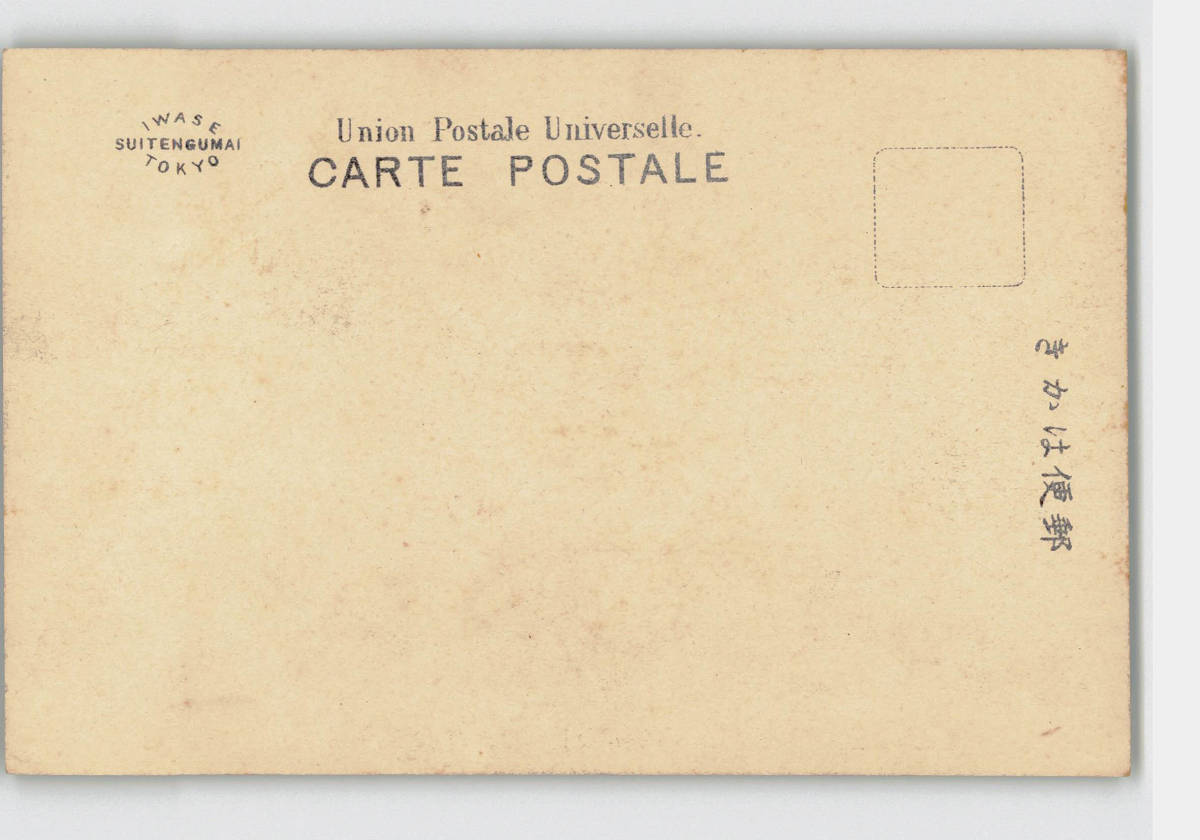 IWASE
SUITENGUMAI
TOKYO
Union Postale Universelle.
CARTE POSTALE
きかは便郵